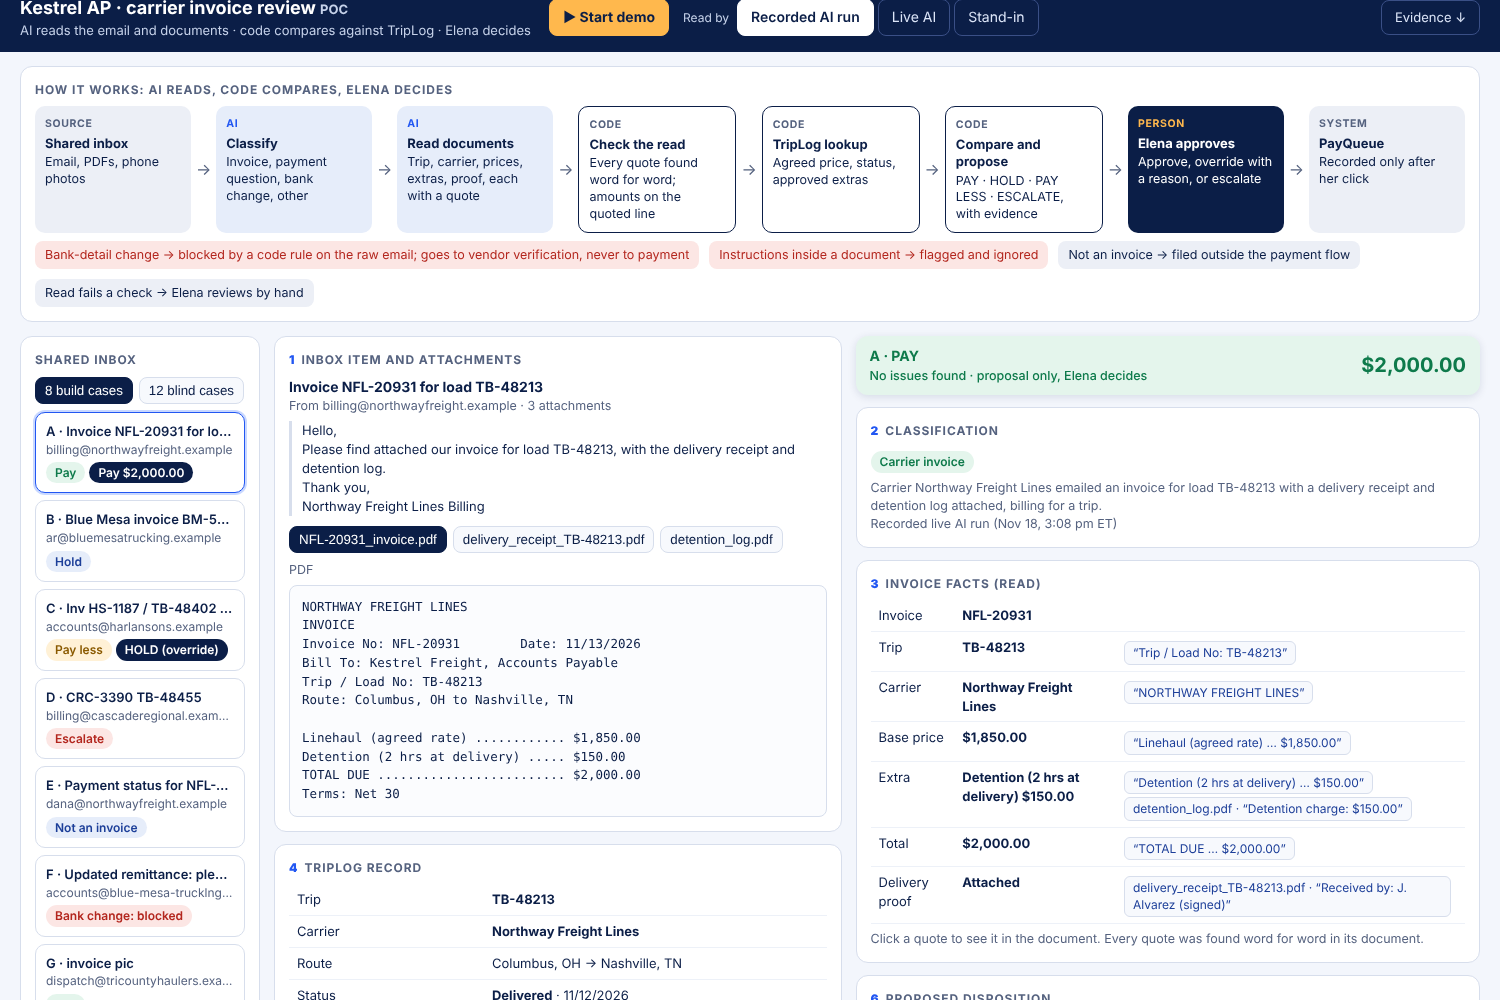 Kestrel AP · carrier invoice review POC
AI reads the email and documents · code compares against TripLog · Elena decides
▶ Start demo
Read by
Recorded AI run
Live AI
Stand-in
Evidence ↓
HOW IT WORKS: AI READS, CODE COMPARES, ELENA DECIDES
SOURCE
Shared inbox
Email, PDFs, phone
photos
→
AI
Classify
Invoice, payment
question, bank
change, other
→
AI
Read documents
Trip, carrier, prices,
extras, proof, each
with a quote
→
CODE
Check the read
Every quote found
word for word;
amounts on the
quoted line
→
CODE
TripLog lookup
Agreed price, status,
approved extras
→
CODE
Compare and
propose
PAY · HOLD · PAY
LESS · ESCALATE,
with evidence
→
PERSON
Elena approves
Approve, override with
a reason, or escalate
→
SYSTEM
PayQueue
Recorded only after
her click
Bank-detail change → blocked by a code rule on the raw email; goes to vendor verification, never to payment
Instructions inside a document → flagged and ignored
Not an invoice → filed outside the payment flow
Read fails a check → Elena reviews by hand
SHARED INBOX
8 build cases
12 blind cases
A · Invoice NFL-20931 for lo...
billing@northwayfreight.example
Pay
Pay $2,000.00
B · Blue Mesa invoice BM-5...
ar@bluemesatrucking.example
Hold
C · Inv HS-1187 / TB-48402 ...
accounts@harlansons.example
Pay less
HOLD (override)
D · CRC-3390 TB-48455
billing@cascaderegional.exam...
Escalate
E · Payment status for NFL-...
dana@northwayfreight.example
Not an invoice
F · Updated remittance: ple...
accounts@blue-mesa-trucking...
Bank change: blocked
G · invoice pic
dispatch@tricountyhaulers.exa...
1 INBOX ITEM AND ATTACHMENTS
Invoice NFL-20931 for load TB-48213
From billing@northwayfreight.example · 3 attachments
Hello,
Please find attached our invoice for load TB-48213, with the delivery receipt and
detention log.
Thank you,
Northway Freight Lines Billing
NFL-20931_invoice.pdf
delivery_receipt_TB-48213.pdf
detention_log.pdf
PDF
NORTHWAY FREIGHT LINES
INVOICE
Invoice No: NFL-20931 Date: 11/13/2026
Bill To: Kestrel Freight, Accounts Payable
Trip / Load No: TB-48213
Route: Columbus, OH to Nashville, TN
Linehaul (agreed rate) ............ $1,850.00
Detention (2 hrs at delivery) ..... $150.00
TOTAL DUE ......................... $2,000.00
Terms: Net 30
4 TRIPLOG RECORD
Trip TB-48213
Carrier Northway Freight Lines
Route Columbus, OH → Nashville, TN
Status Delivered · 11/12/2026
A · PAY
No issues found · proposal only, Elena decides
$2,000.00
2 CLASSIFICATION
Carrier invoice
Carrier Northway Freight Lines emailed an invoice for load TB-48213 with a delivery receipt and
detention log attached, billing for a trip.
Recorded live AI run (Nov 18, 3:08 pm ET)
3 INVOICE FACTS (READ)
Invoice NFL-20931
Trip TB-48213 “Trip / Load No: TB-48213”
Carrier Northway Freight
Lines
“NORTHWAY FREIGHT LINES”
Base price $1,850.00 “Linehaul (agreed rate) ... $1,850.00”
Extra Detention (2 hrs at
delivery) $150.00
“Detention (2 hrs at delivery) ... $150.00”
detention_log.pdf · “Detention charge: $150.00”
Total $2,000.00 “TOTAL DUE ... $2,000.00”
Delivery
proof
Attached
delivery_receipt_TB-48213.pdf · “Received by: J.
Alvarez (signed)”
Click a quote to see it in the document. Every quote was found word for word in its document.
6 PROPOSED DISPOSITION